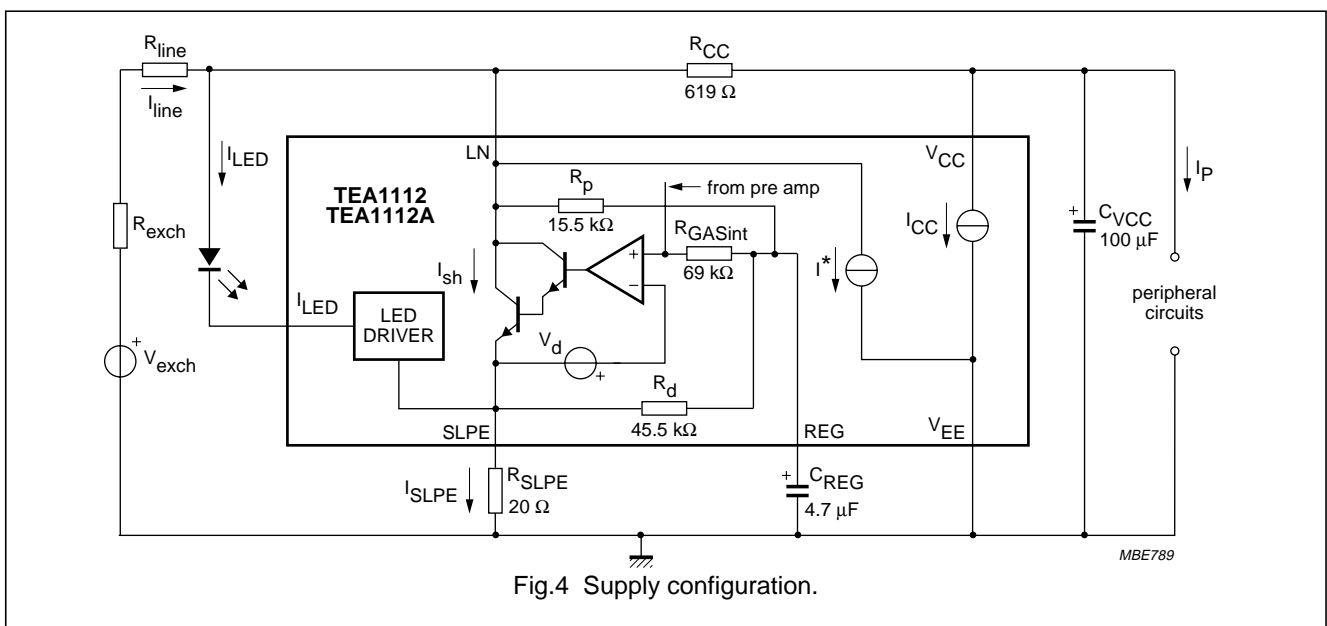 Rline
RCC
619 Ω
Iline
ILED
LN
VCC
IP
TEA1112
TEA1112A
from pre amp
Rp
15.5 kΩ
RGASint
69 kΩ
ICC
CVCC
100 μF
Rexch
Ish
I*
ILED
LED
DRIVER
peripheral
circuits
Vd
Vexch
Rd
45.5 kΩ
SLPE
REG
VEE
ISLPE
RSLPE
20 Ω
CREG
4.7 μF
MBE789
Fig.4 Supply configuration.